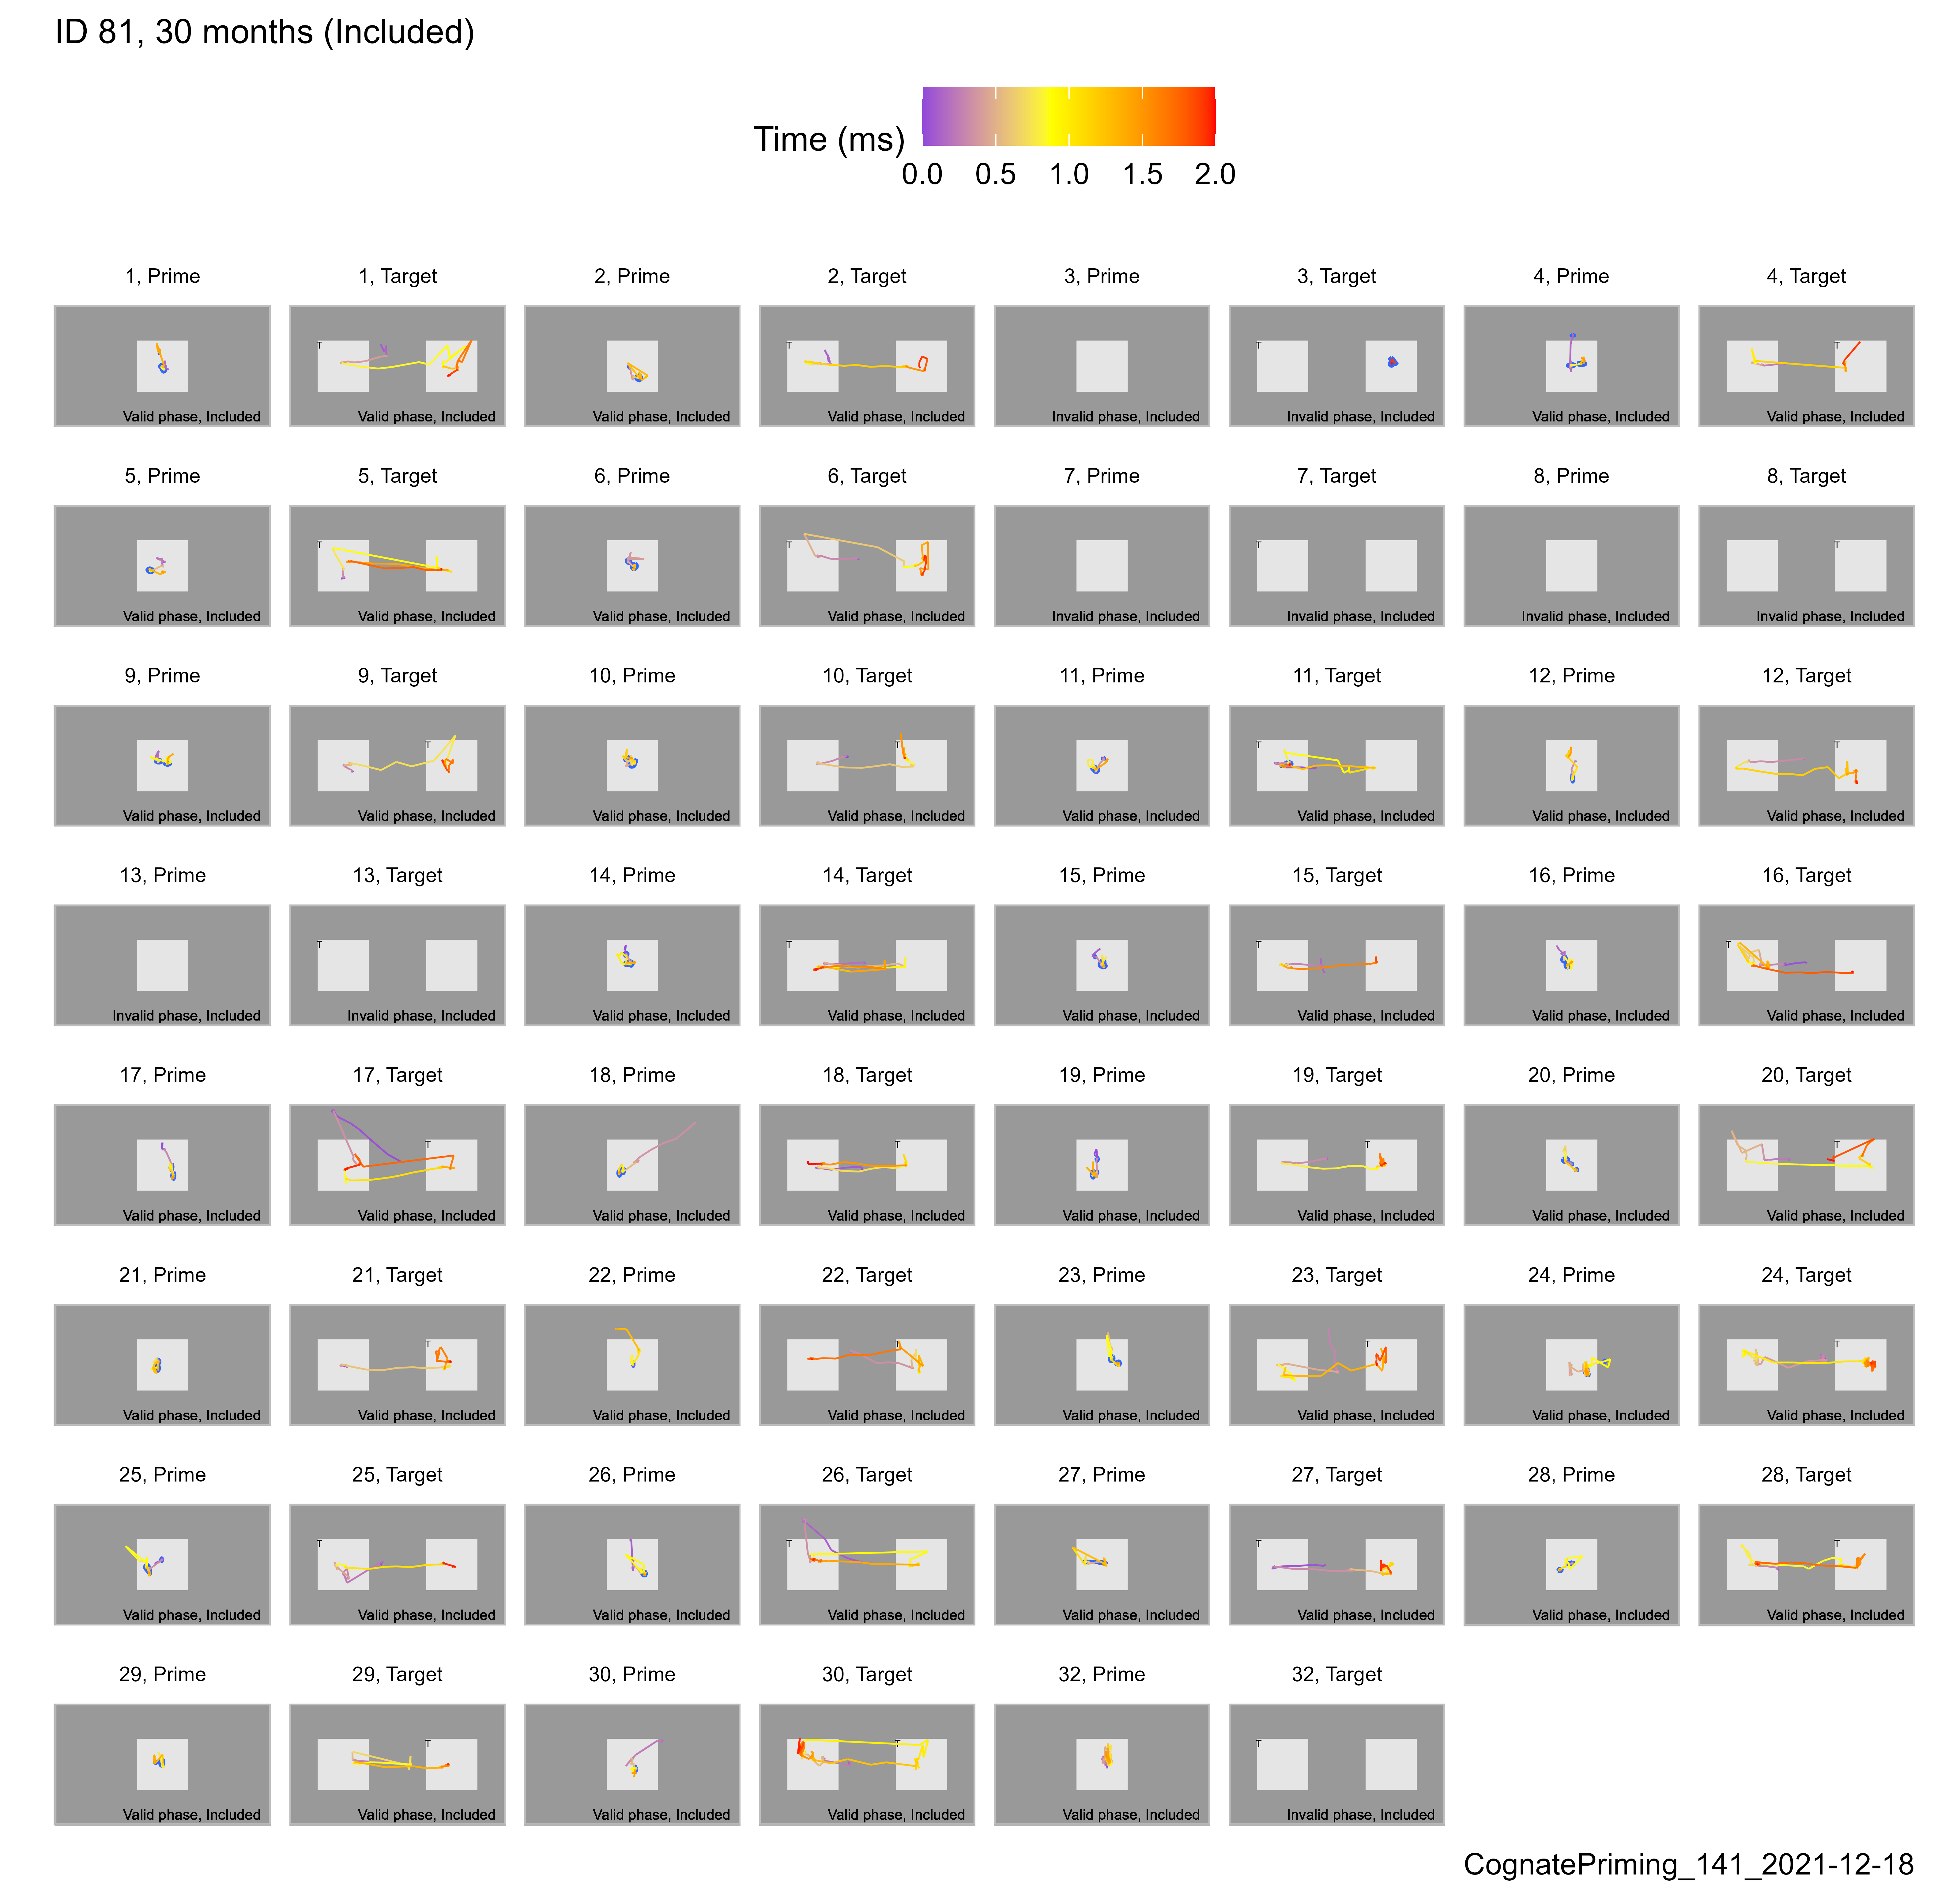 ID 81, 30 months (Included)
Time (ms)
0.0 0.5 1.0 1.5 2.0
1, Prime 1, Target 2, Prime 2, Target 3, Prime 3, Target 4, Prime 4, Target
T T T T
Valid phase, Included Valid phase, Included Valid phase, Included Valid phase, Included Invalid phase, Included Invalid phase, Included Valid phase, Included Valid phase, Included
5, Prime 5, Target 6, Prime 6, Target 7, Prime 7, Target 8, Prime 8, Target
T T T T
Valid phase, Included Valid phase, Included Valid phase, Included Valid phase, Included Invalid phase, Included Invalid phase, Included Invalid phase, Included Invalid phase, Included
9, Prime 9, Target 10, Prime 10, Target 11, Prime 11, Target 12, Prime 12, Target
T T T T
Valid phase, Included Valid phase, Included Valid phase, Included Valid phase, Included Valid phase, Included Valid phase, Included Valid phase, Included Valid phase, Included
13, Prime 13, Target 14, Prime 14, Target 15, Prime 15, Target 16, Prime 16, Target
T T T T
Invalid phase, Included Invalid phase, Included Valid phase, Included Valid phase, Included Valid phase, Included Valid phase, Included Valid phase, Included Valid phase, Included
17, Prime 17, Target 18, Prime 18, Target 19, Prime 19, Target 20, Prime 20, Target
T T T T
Valid phase, Included Valid phase, Included Valid phase, Included Valid phase, Included Valid phase, Included Valid phase, Included Valid phase, Included Valid phase, Included
21, Prime 21, Target 22, Prime 22, Target 23, Prime 23, Target 24, Prime 24, Target
T T T T
Valid phase, Included Valid phase, Included Valid phase, Included Valid phase, Included Valid phase, Included Valid phase, Included Valid phase, Included Valid phase, Included
25, Prime 25, Target 26, Prime 26, Target 27, Prime 27, Target 28, Prime 28, Target
T T T T
Valid phase, Included Valid phase, Included Valid phase, Included Valid phase, Included Valid phase, Included Valid phase, Included Valid phase, Included Valid phase, Included
29, Prime 29, Target 30, Prime 30, Target 32, Prime 32, Target
T T T
Valid phase, Included Valid phase, Included Valid phase, Included Valid phase, Included Valid phase, Included Invalid phase, Included
CognatePriming_141_2021-12-18